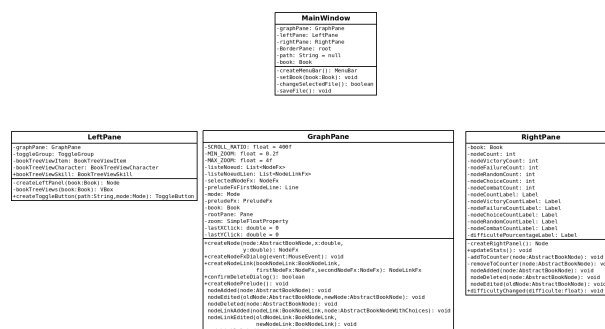 MainWindow
-graphPane: GraphPane
-leftPane: LeftPane
-rightPane: RightPane
-BorderPane: root
-path: String = null
-book: Book
-createMenuBar(): MenuBar
-setBook(book:Book): void
-changeSelectedFile(): boolean
-saveFile(): void
LeftPane
-graphPane: GraphPane
-toggleGroup: ToggleGroup
-bookTreeViewItem: BookTreeViewItem
-bookTreeViewCharacter: BookTreeViewCharacter
+bookTreeViewSkill: BookTreeViewSkill
-createLeftPanel(book:Book): Node
-bookTreeViews(book:Book): VBox
+createToggleButton(path:String,mode:Mode): ToggleButton
GraphPane
-SCROLL_RATIO: float = 400f
-MIN_ZOOM: float = 0.2f
-MAX_ZOOM: float = 4f
-listeNoeud: List<NodeFx>
-listeNoeudLien: List<NodeLinkFx>
-selectedNodeFx: NodeFx
-preludeFxFirstNodeLine: Line
-mode: Mode
-preludeFx: PreludeFx
-book: Book
-rootPane: Pane
-zoom: SimpleFloatProperty
-lastXClick: double = 0
-lastYClick: double = 0
+createNode(node:AbstractBookNode,x:double,
y:double): NodeFx
+createNodeFxDialog(event:MouseEvent): void
+createNodeLink(bookNodeLink:BookNodeLink,
firstNodeFx:NodeFx,secondNodeFx:NodeFx): NodeLinkFx
+confirmDeleteDialog(): boolean
+createNodePrelude(): void
nodeAdded(node:AbstractBookNode): void
nodeEdited(oldNode:AbstractBookNode,newNode:AbstractBookNode): void
nodeDeleted(node:AbstractBookNode): void
nodeLinkAdded(nodeLink:BookNodeLink,node:AbstractBookNodeWithChoices): void
nodeLinkEdited(oldNodeLink:BookNodeLink,
newNodeLink:BookNodeLink): void
RightPane
-book: Book
-nodeCount: int
-nodeVictoryCount: int
-nodeFailureCount: int
-nodeRandomCount: int
-nodeChoiceCount: int
-nodeCombatCount: int
-nodeCountLabel: Label
-nodeVictoryCountLabel: Label
-nodeFailureCountLabel: Label
-nodeChoiceCountLabel: Label
-nodeRandomCountLabel: Label
-nodeCombatCountLabel: Label
-difficultePourcentageLabel: Label
-createRightPanel(): Node
+updateStats(): void
-addToCounter(node:AbstractBookNode): void
-removeToCounter(node:AbstractBookNode):
nodeAdded(node:AbstractBookNode): void
nodeDeleted(node:AbstractBookNode): void
nodeEdited(oldNode:AbstractBookNode): void
+difficultyChanged(difficulte:float): void